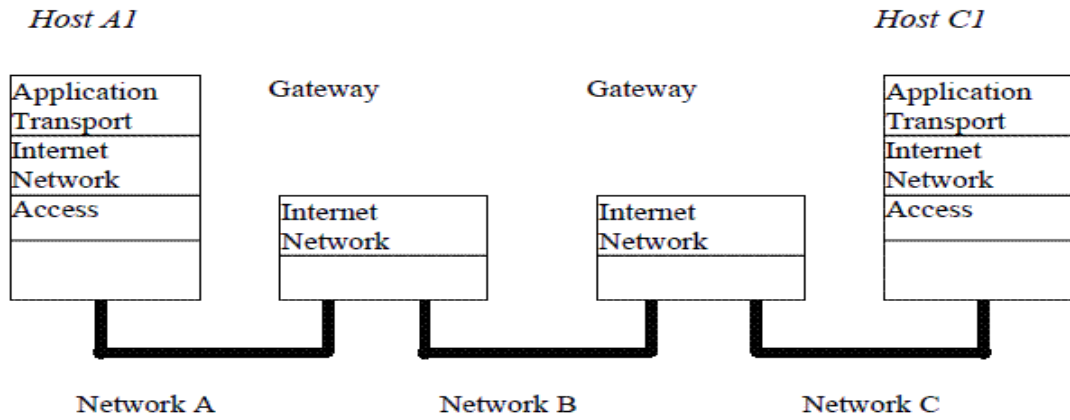 Host A1
Host C1
Gateway
Gateway
Application
Transport
Internet
Network
Access
Internet
Network
Internet
Network
Application
Transport
Internet
Network
Access
Network A
Network B
Network C